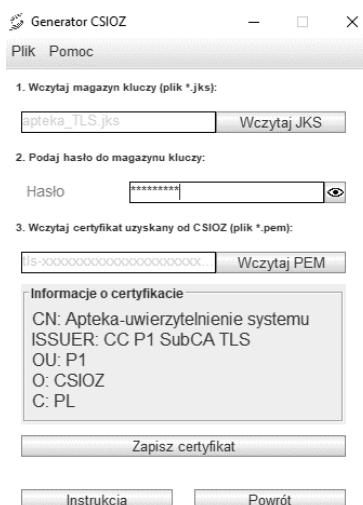 Generator CSIOZ
Plik Pomoc
1. Wczytaj magazyn kluczy (plik *.jks):
apteka_TLS.jks Wczytaj JKS
2. Podaj hasło do magazynu kluczy:
Hasło *********
3. Wczytaj certyfikat uzyskany od CSIOZ (plik *.pem):
tls-xxxxxxxxxxxxxxxxxxxxx... Wczytaj PEM
Informacje o certyfikacie
CN: Apteka-uwierzytelnienie systemu
ISSUER: CC P1 SubCA TLS
OU: P1
O: CSIOZ
C: PL
Zapisz certyfikat
Instrukcja Powrót